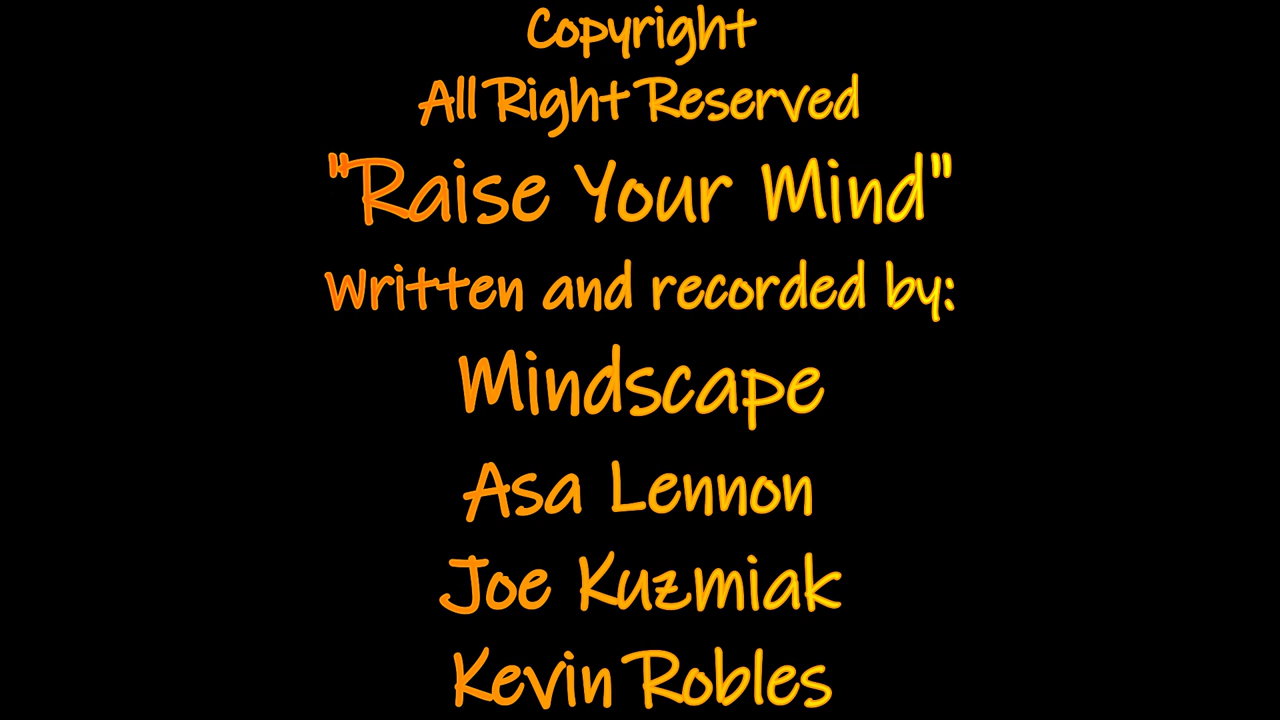 Copyright
All Right Reserved
"Raise Your Mind"
Written and recorded by:
Mindscape
Asa Lennon
Joe Kuzmiak
Kevin Robles